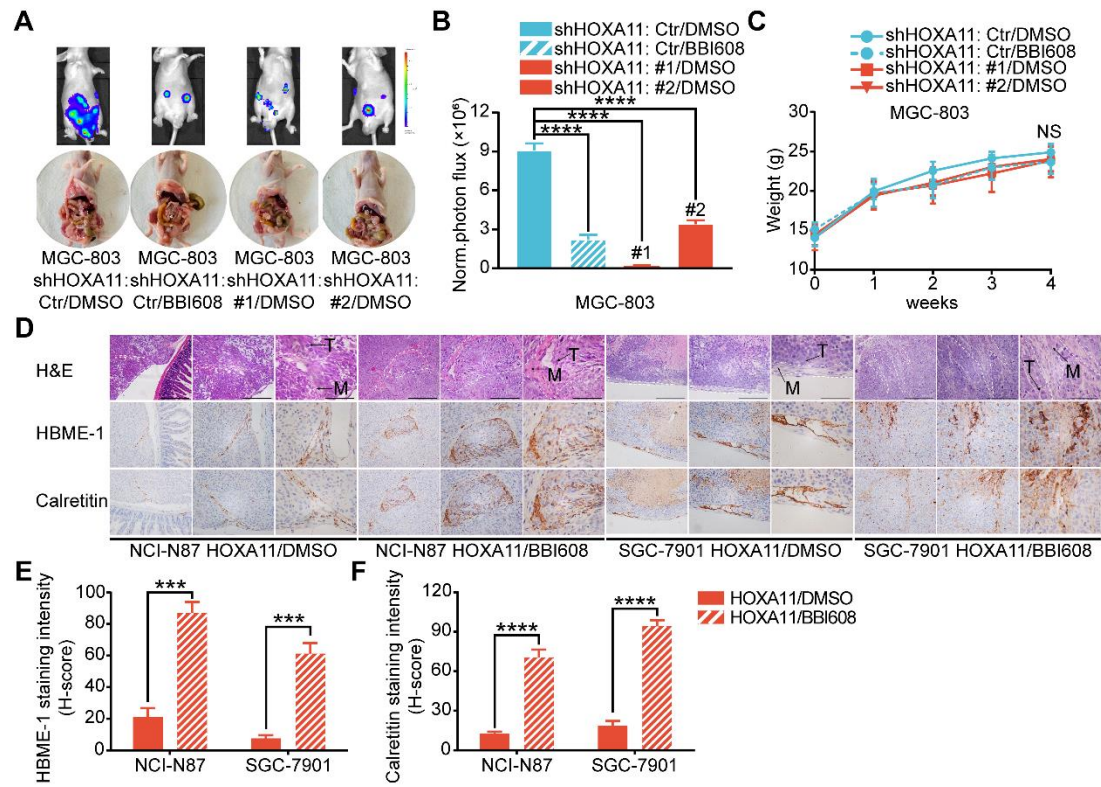 A
MGC-803 MGC-803 MGC-803 MGC-803
shHOXA11: shHOXA11: shHOXA11: shHOXA11:
Ctr/DMSO Ctr/BBI608 #1/DMSO #2/DMSO
B
shHOXA11: Ctr/DMSO
shHOXA11: Ctr/BBI608
shHOXA11: #1/DMSO
shHOXA11: #2/DMSO
Norm.photon flux (×10⁶)
12
9
6
3
0
****
****
****
#1
#2
MGC-803
C
shHOXA11: Ctr/DMSO
shHOXA11: Ctr/BBI608
shHOXA11: #1/DMSO
shHOXA11: #2/DMSO
MGC-803
NS
Weight (g)
30
25
20
15
10
0 1 2 3 4
weeks
D
H&E
T
M
T
M
T
M
T
M
HBME-1
Calretitin
NCI-N87 HOXA11/DMSO NCI-N87 HOXA11/BBI608 SGC-7901 HOXA11/DMSO SGC-7901 HOXA11/BBI608
E
HBME-1 staining intensity
(H-score)
100
80
60
40
20
0
***
***
NCI-N87 SGC-7901
F
Calretitin staining intensity
(H-score)
120
90
60
30
0
****
****
NCI-N87 SGC-7901
HOXA11/DMSO
HOXA11/BBI608